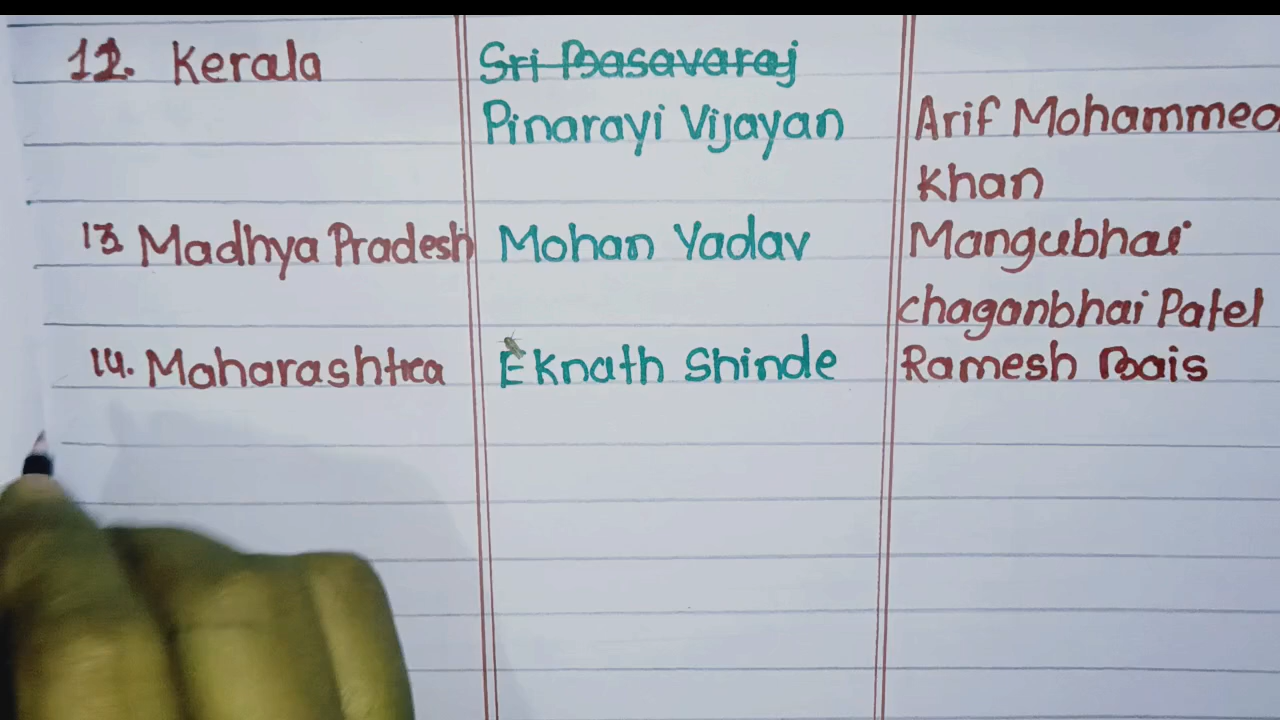 12. Kerala Sri Basavaraj
Pinarayi Vijayan Arif Mohammed
Khan
13. Madhya Pradesh Mohan Yadav Mangubhai
chaganbhai Patel
14. Maharashtra Eknath Shinde Ramesh Bais